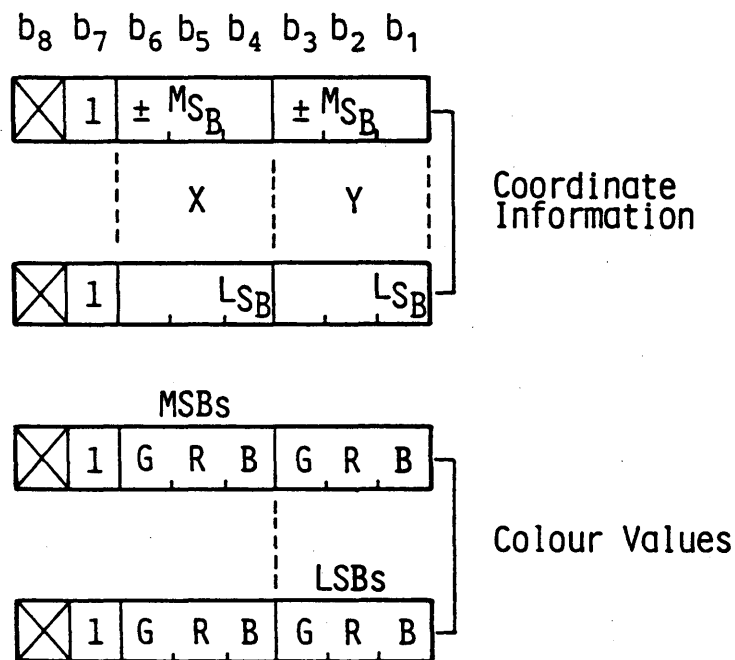 b8 b7 b6 b5 b4 b3 b2 b1
1 ± MSB ± MSB
X Y
Coordinate
Information
1 LSB LSB
MSBs
1 G R B G R B
Colour Values
LSBs
1 G R B G R B